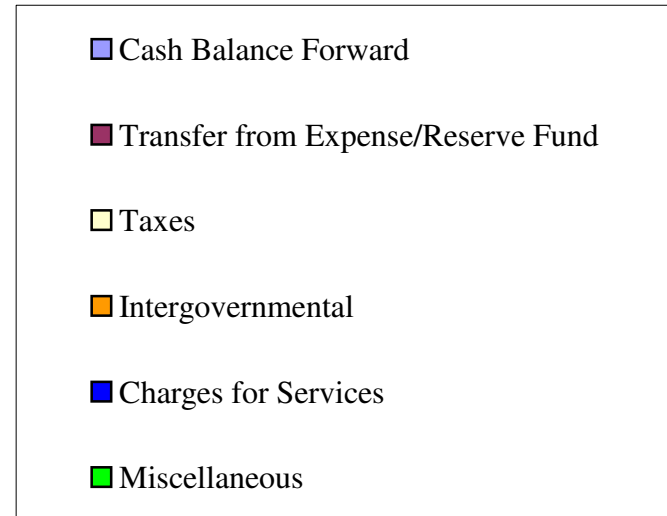 Cash Balance Forward
Transfer from Expense/Reserve Fund
Taxes
Intergovernmental
Charges for Services
Miscellaneous